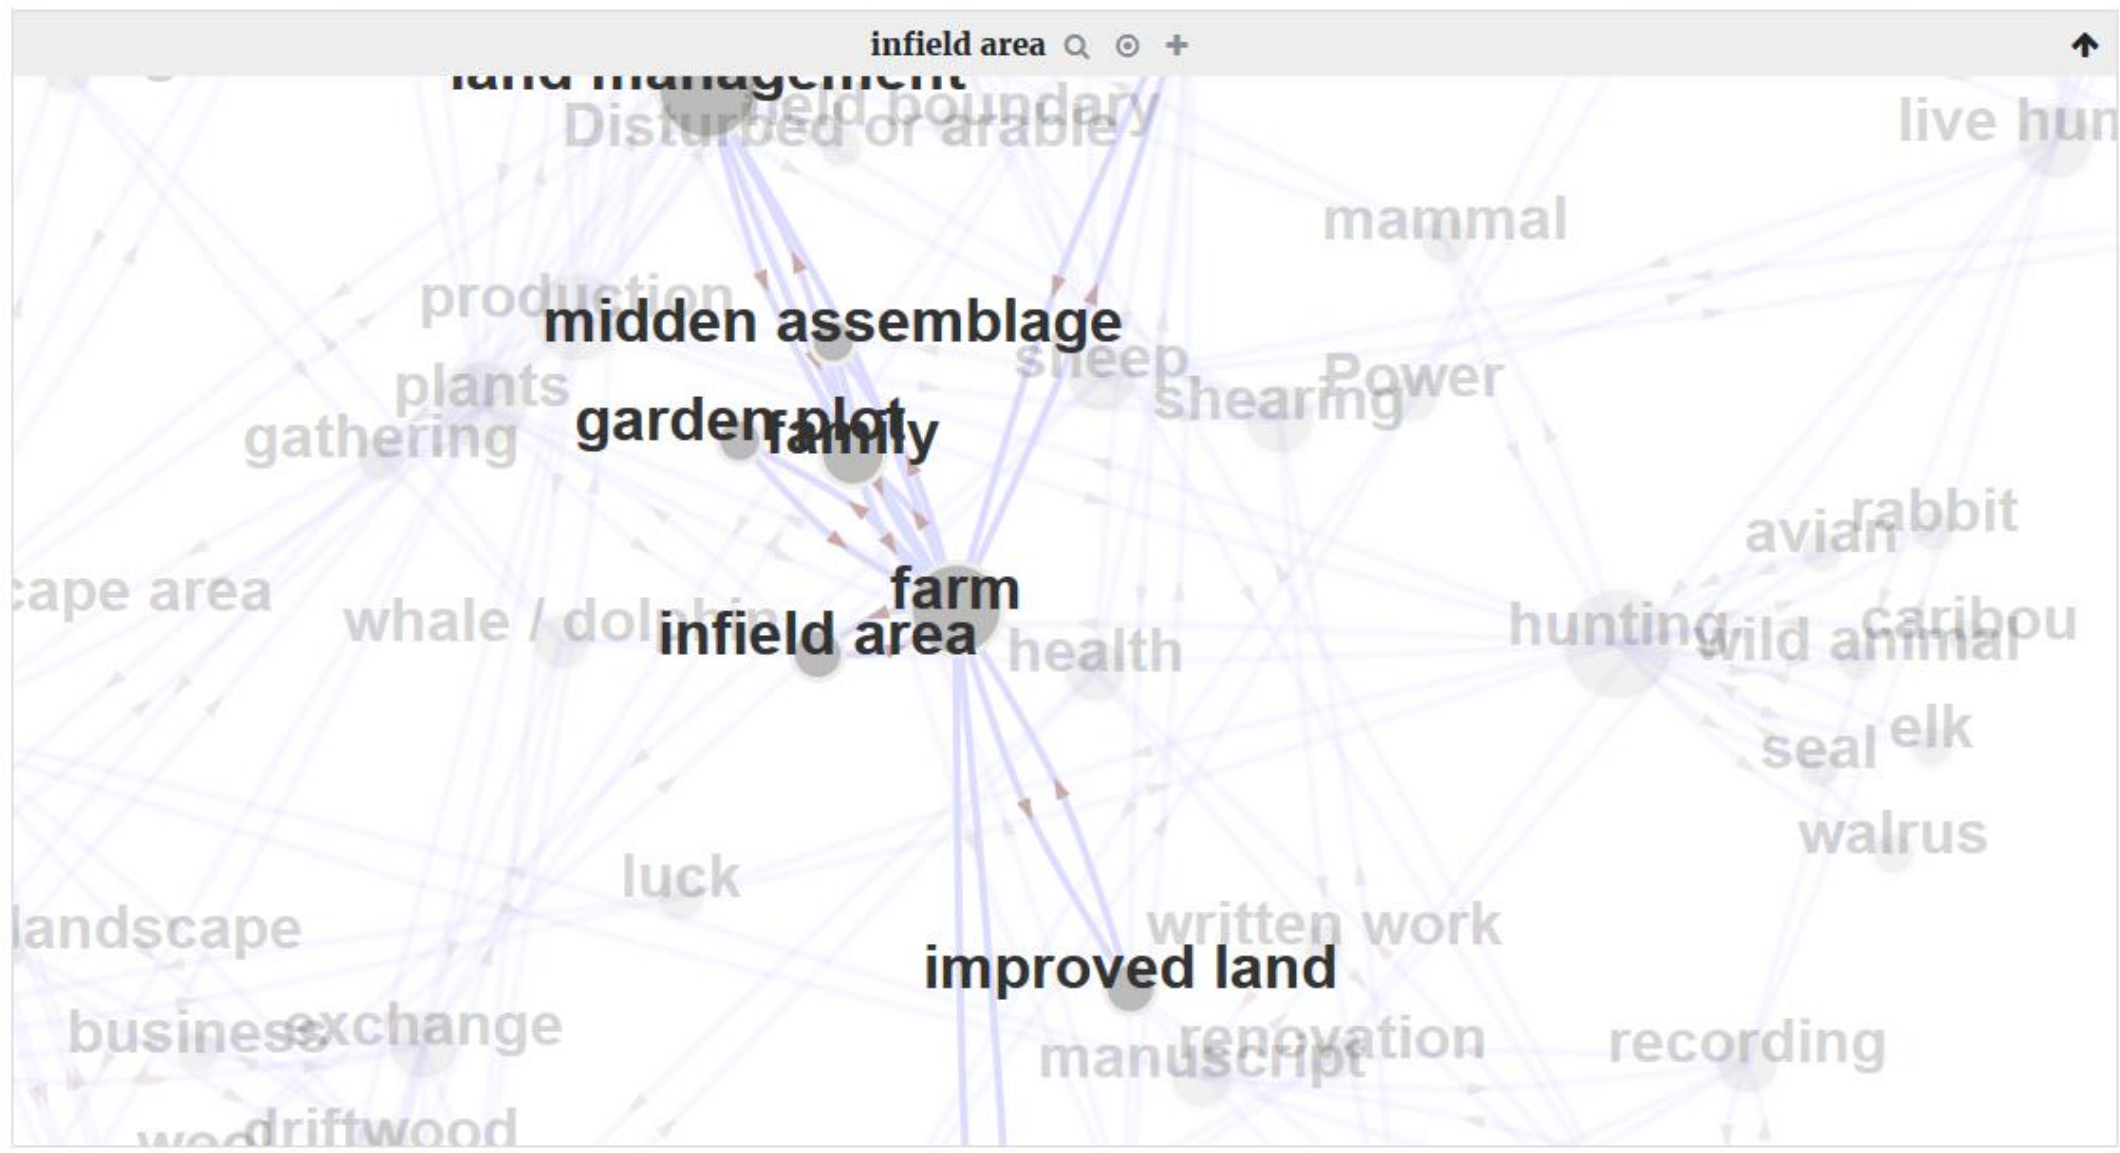 infield area
land management
field boundary
Disturbed or arable
live hun
mammal
production
midden assemblage
sheep
plants
Power
shearing
garden plot
family
gathering
rabbit
avian
farm
cape area
whale / dolphin
infield area
health
hunting
caribou
wild animal
elk
seal
walrus
luck
written work
landscape
improved land
business
exchange
renovation
manuscript
recording
driftwood